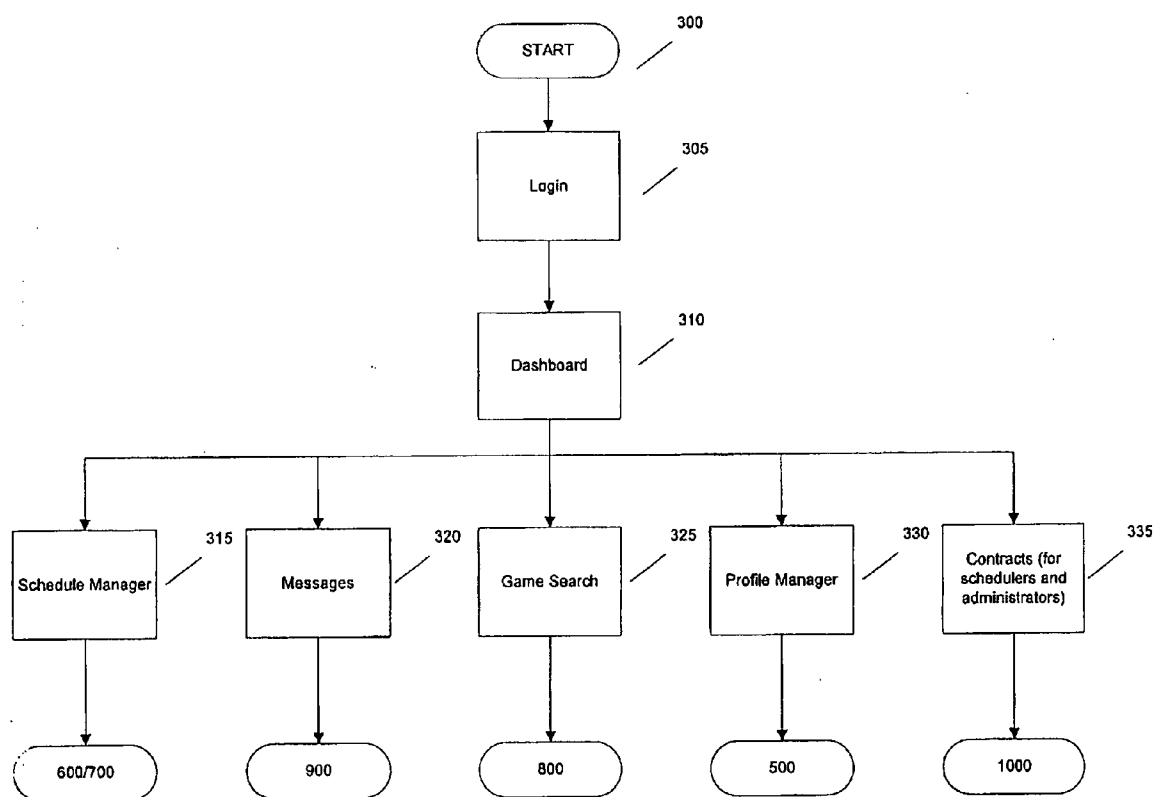 START
300
305
Login
310
Dashboard
315
320
325
330
335
Schedule Manager
Messages
Game Search
Profile Manager
Contracts (for
schedulers and
administrators)
600/700
900
800
500
1000